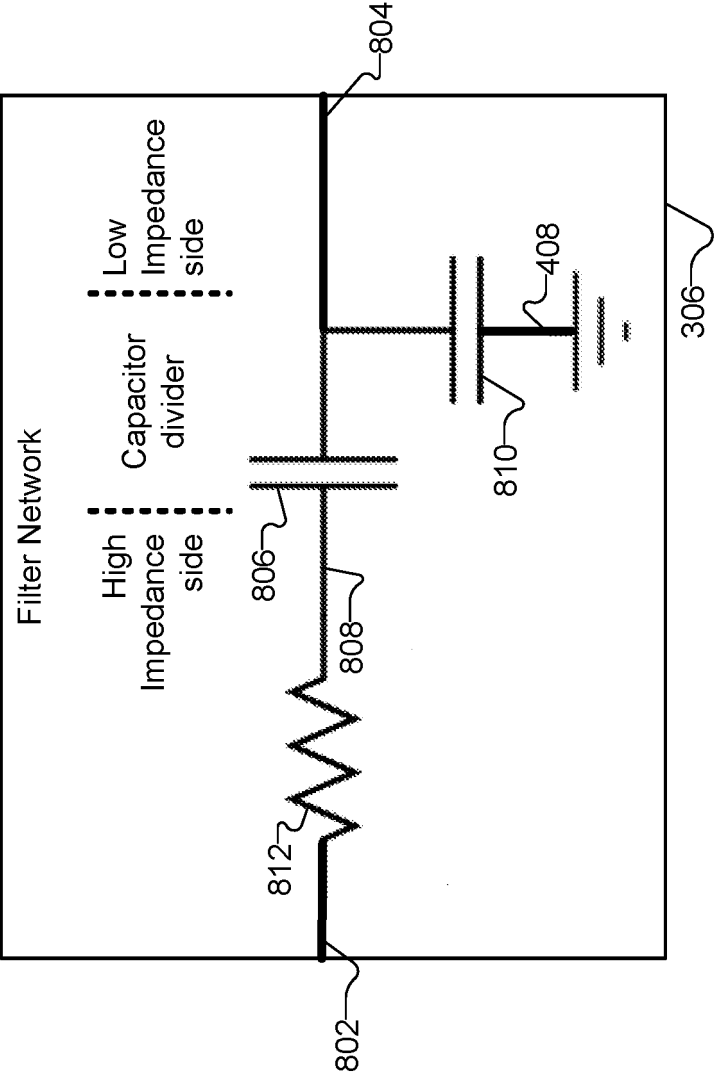 Filter Network
High
Impedance
side
Capacitor
divider
Low
Impedance
side
802
812
808
806
810
408
804
306